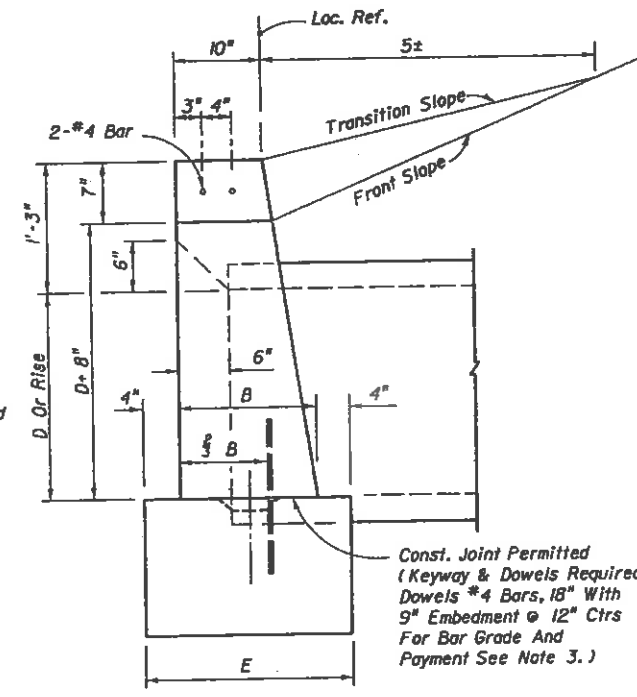 Loc. Ref.
10"
5±
3" 4"
2-#4 Bar
Transition Slope
Front Slope
7"
1'-3"
6"
D Or Rise
D+8"
6"
4"
B
4"
B
Const. Joint Permitted
(Keyway & Dowels Required
Dowels #4 Bars, 18" With
9" Embedment @ 12" Ctrs
For Bar Grade And
Payment See Note 3.)
E